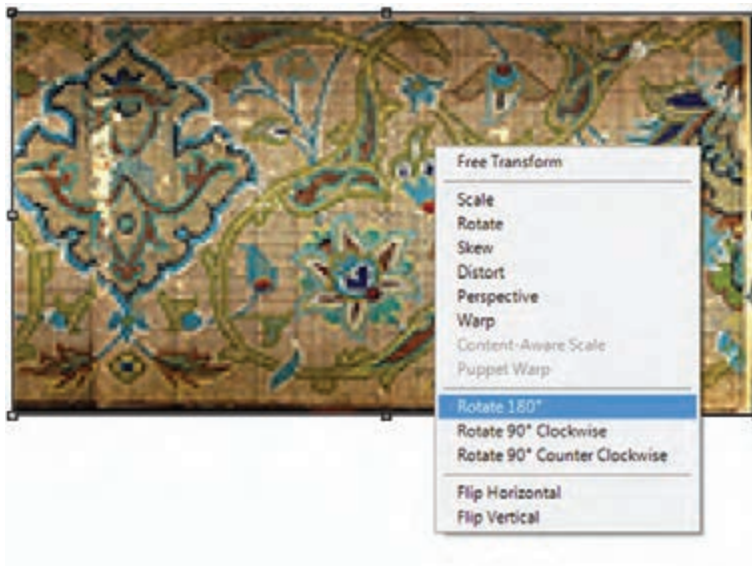 Free Transform
Scale
Rotate
Skew
Distort
Perspective
Warp
Content-Aware Scale
Puppet Warp
Rotate 180°
Rotate 90° Clockwise
Rotate 90° Counter Clockwise
Flip Horizontal
Flip Vertical